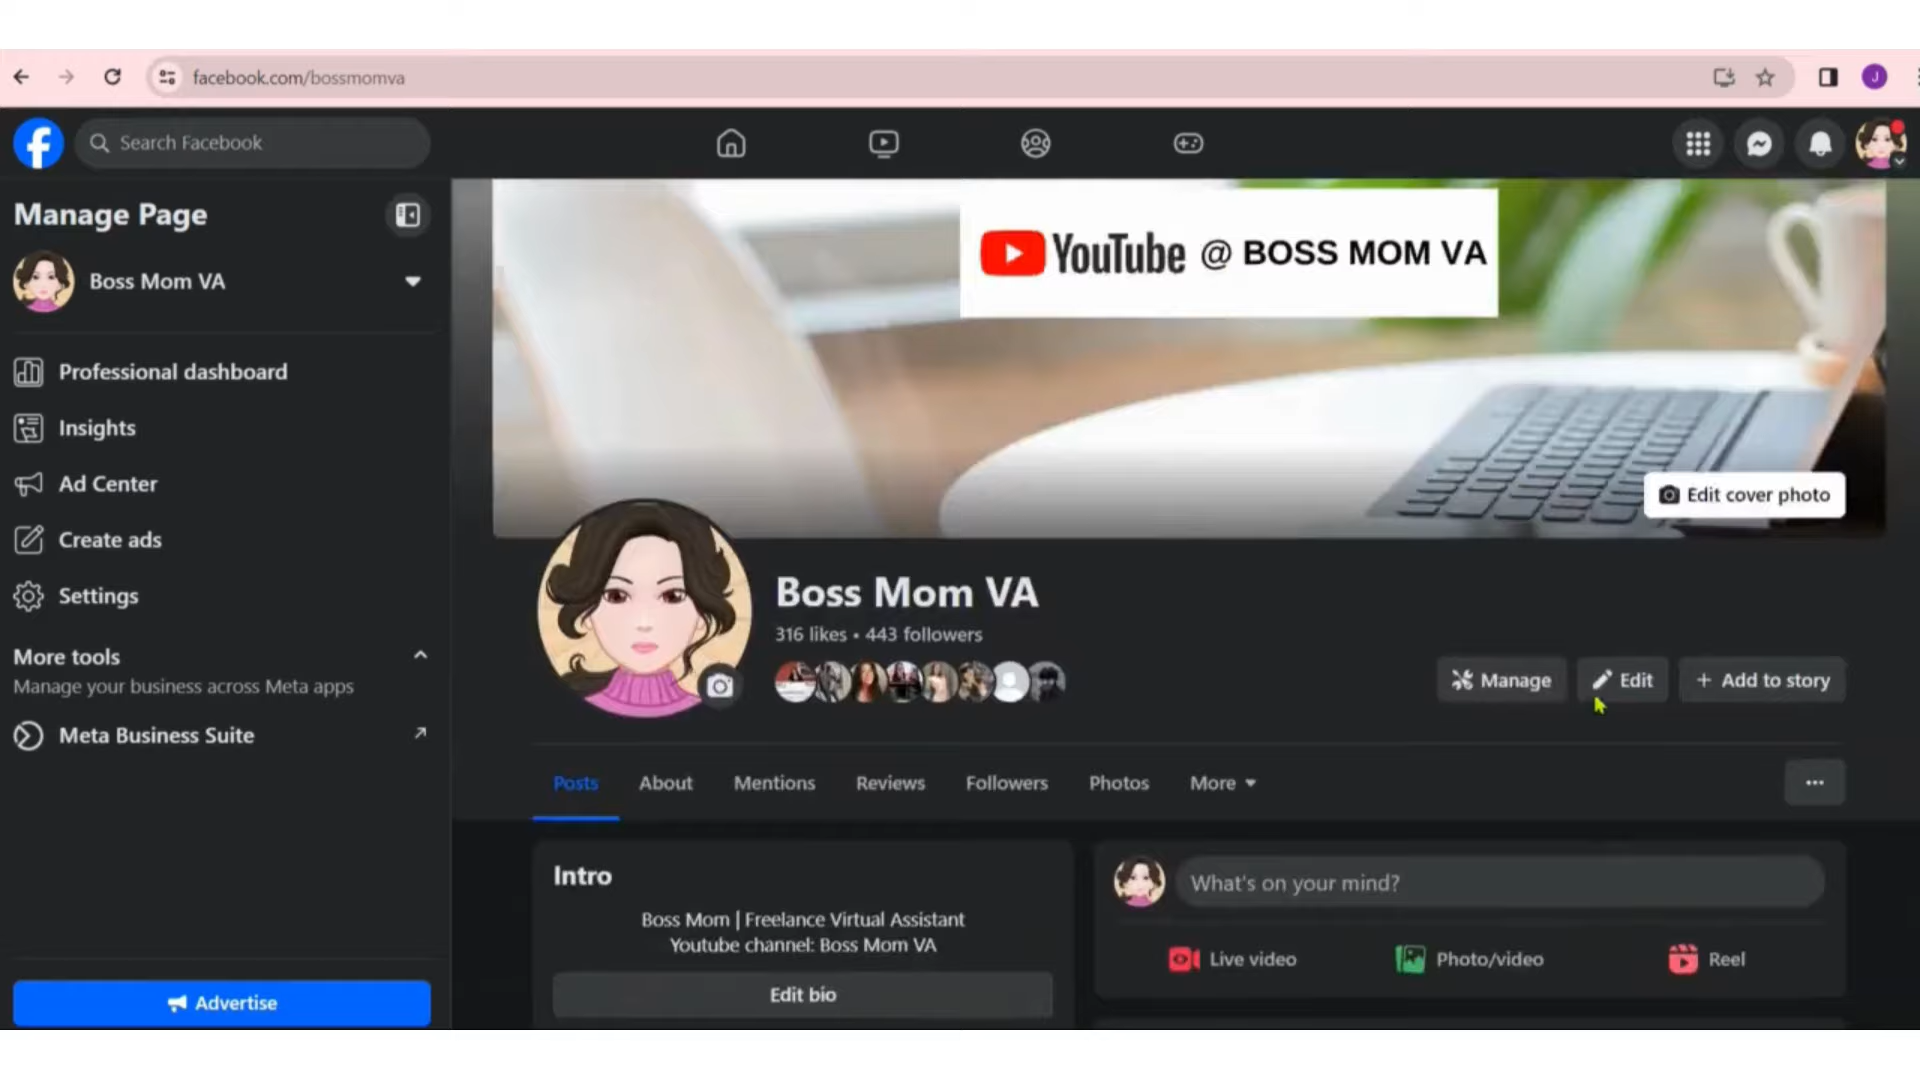 facebook.com/bossmomva
J
Search Facebook
Manage Page
Boss Mom VA
Professional dashboard
Insights
Ad Center
Create ads
Settings
More tools
Manage your business across Meta apps
Meta Business Suite
Advertise
YouTube @ BOSS MOM VA
Edit cover photo
Boss Mom VA
316 likes • 443 followers
Manage
Edit
+ Add to story
Posts
About
Mentions
Reviews
Followers
Photos
More
Intro
Boss Mom | Freelance Virtual Assistant
Youtube channel: Boss Mom VA
Edit bio
What's on your mind?
Live video
Photo/video
Reel